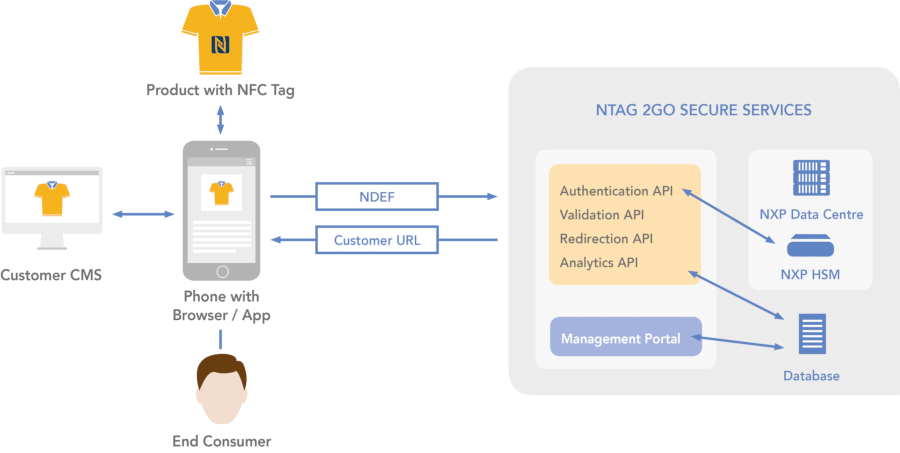 Product with NFC Tag
NTAG 2GO SECURE SERVICES
Authentication API
Validation API
Redirection API
Analytics API
NXP Data Centre
NXP HSM
NDEF
Customer URL
Customer CMS
Phone with
Browser / App
Management Portal
Database
End Consumer